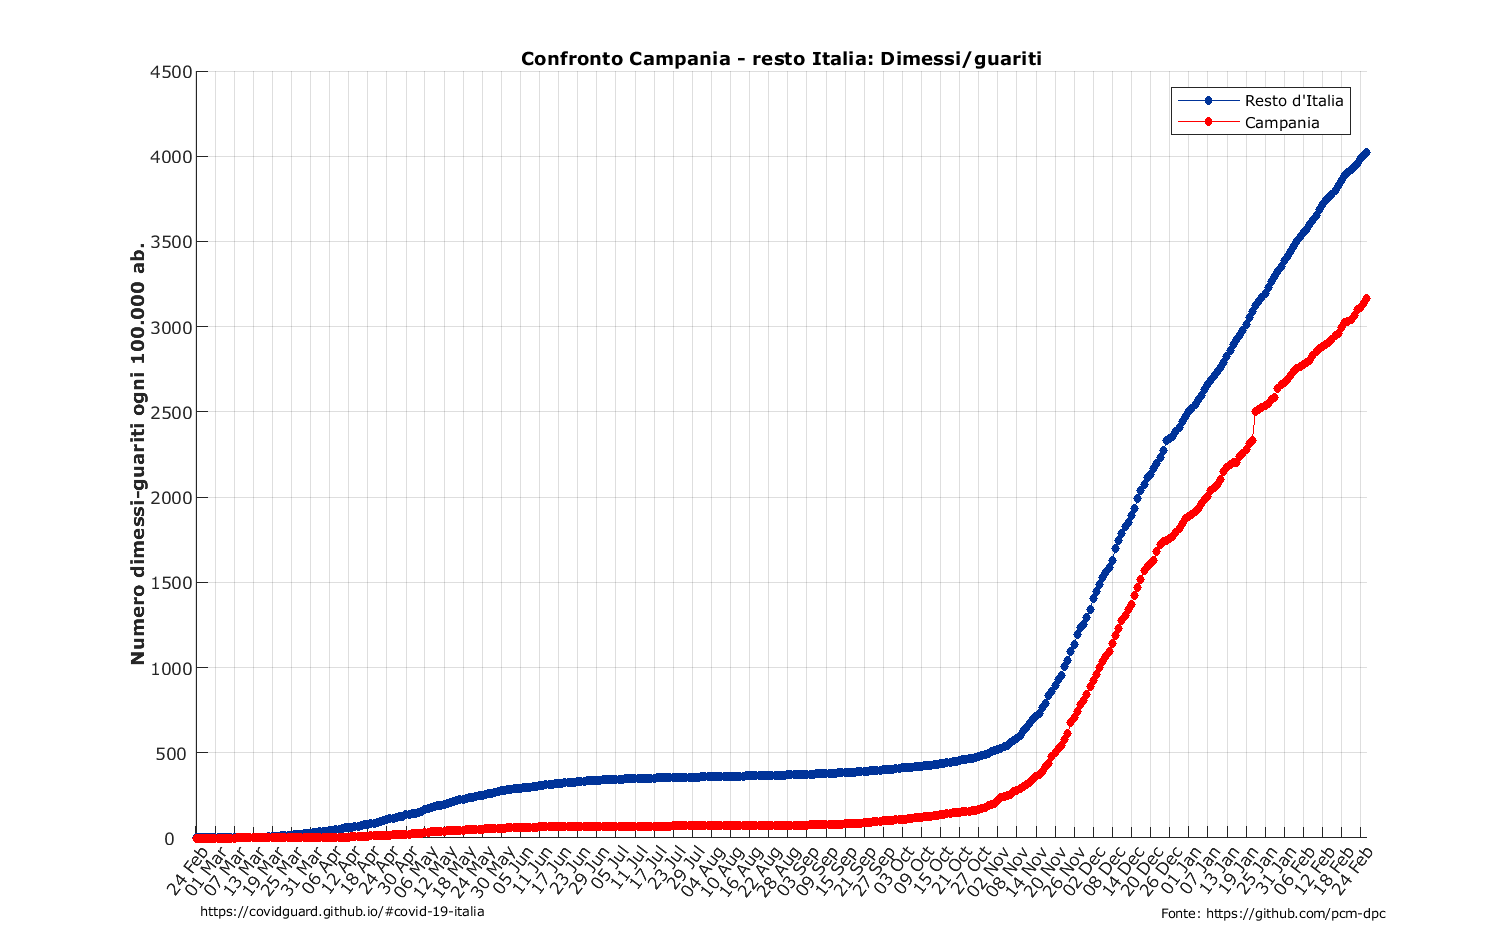 Confronto Campania - resto Italia: Dimessi/guariti
Numero dimessi-guariti ogni 100.000 ab.
4500
4000
3500
3000
2500
2000
1500
1000
500
0
Resto d'Italia
Campania
24 Feb
01 Mar
07 Mar
13 Mar
19 Mar
25 Mar
31 Mar
06 Apr
12 Apr
18 Apr
24 Apr
30 Apr
06 May
12 May
18 May
24 May
30 May
05 Jun
11 Jun
17 Jun
23 Jun
29 Jun
05 Jul
11 Jul
17 Jul
23 Jul
29 Jul
04 Aug
10 Aug
16 Aug
22 Aug
28 Aug
03 Sep
09 Sep
15 Sep
21 Sep
27 Sep
03 Oct
09 Oct
15 Oct
21 Oct
27 Oct
02 Nov
08 Nov
14 Nov
20 Nov
26 Nov
02 Dec
08 Dec
14 Dec
20 Dec
26 Dec
01 Jan
07 Jan
13 Jan
19 Jan
25 Jan
31 Jan
06 Feb
12 Feb
18 Feb
24 Feb
https://covidguard.github.io/#covid-19-italia
Fonte: https://github.com/pcm-dpc